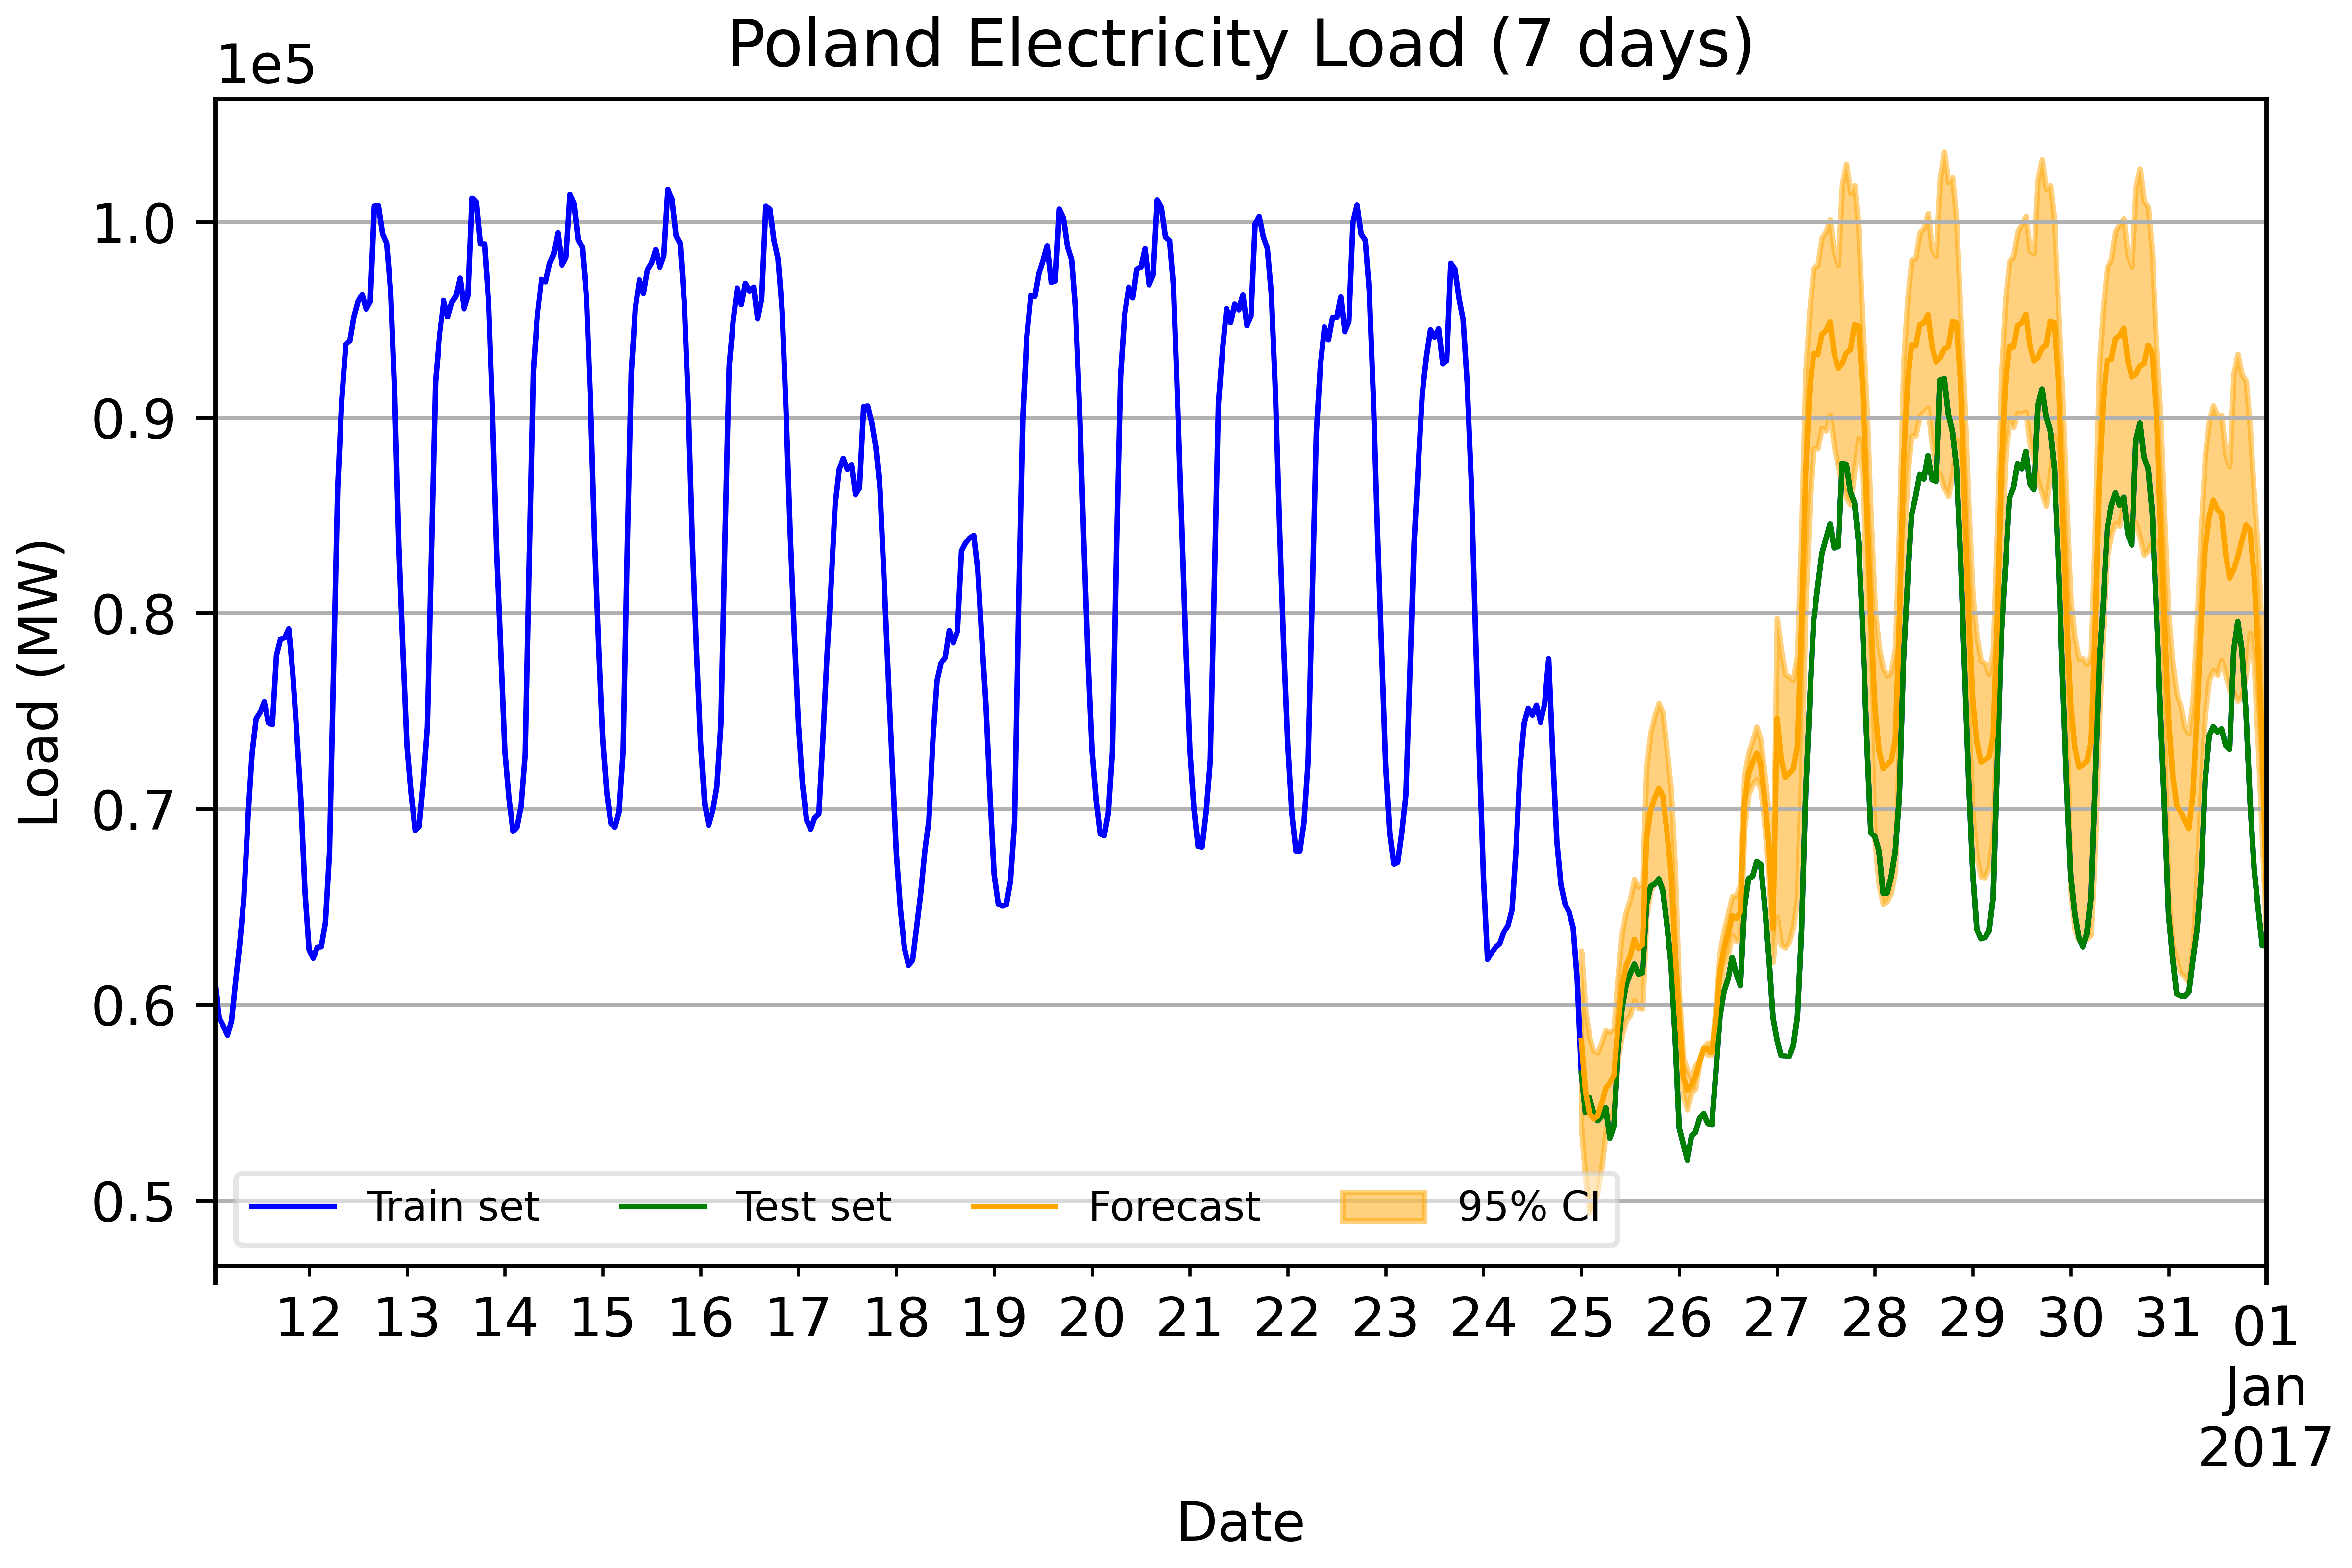 Poland Electricity Load (7 days)
1e5
1.0
0.9
0.8
0.7
0.6
0.5
Load (MW)
Train set Test set Forecast 95% CI
12 13 14 15 16 17 18 19 20 21 22 23 24 25 26 27 28 29 30 31 01
Jan
2017
Date